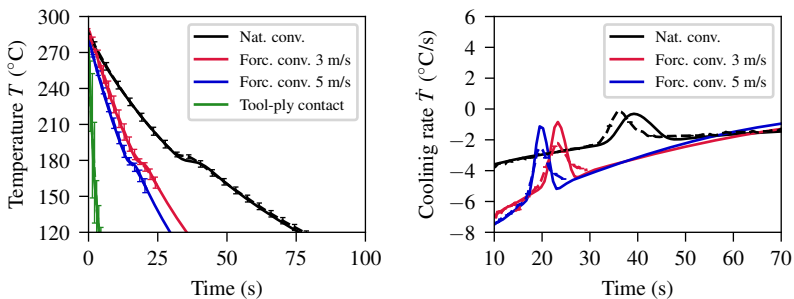 300
270
240
210
180
150
120
Temperature T (°C)
0
25
50
75
100
Time (s)
Nat. conv.
Forc. conv. 3 m/s
Forc. conv. 5 m/s
Tool-ply contact
6
4
2
0
−2
−4
−6
−8
Coolinig rate Ṫ (°C/s)
10
20
30
40
50
60
70
Time (s)
Nat. conv.
Forc. conv. 3 m/s
Forc. conv. 5 m/s